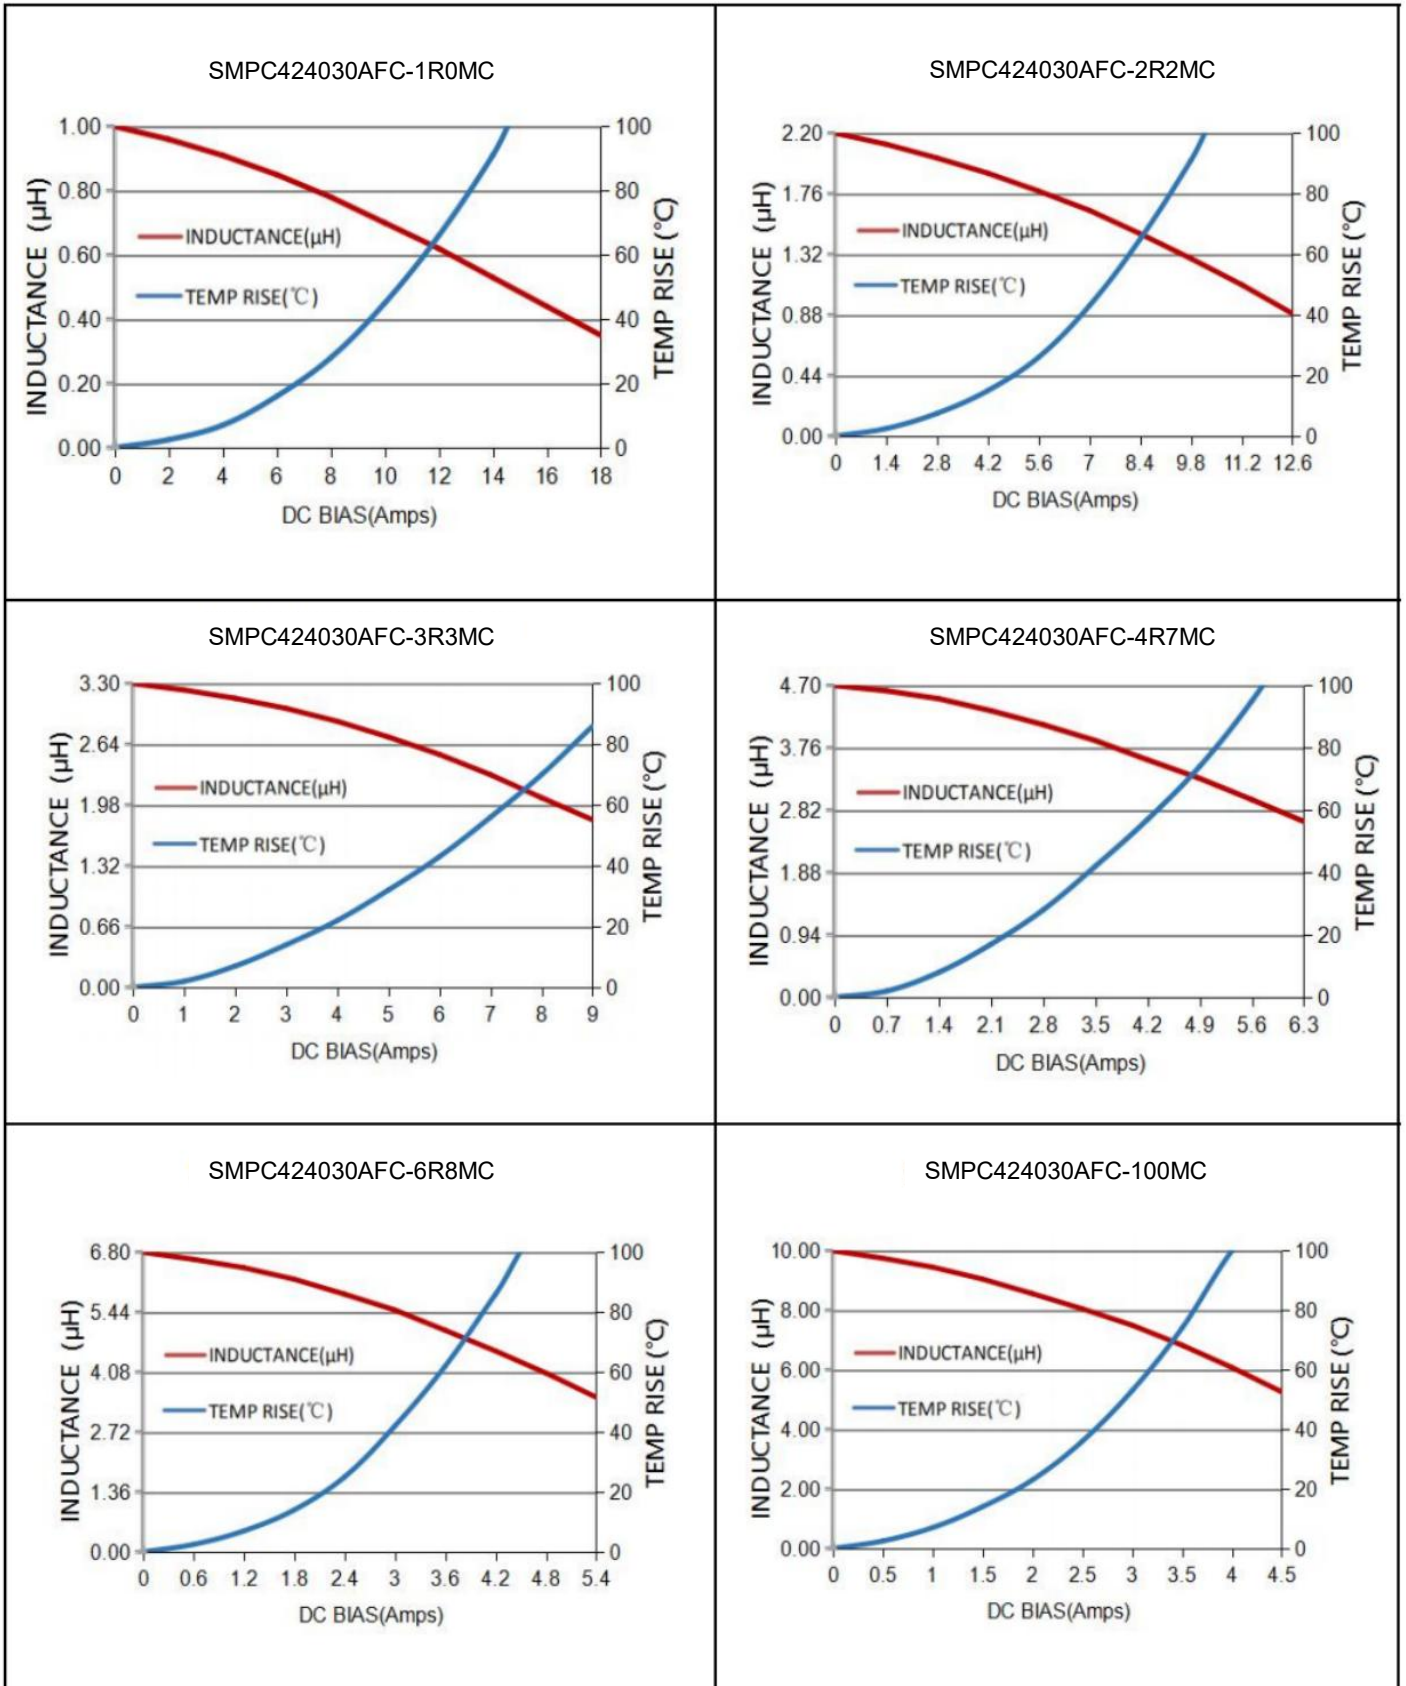 SMPC424030AFC-1R0MC
INDUCTANCE (μH)
1.00
0.80
0.60
0.40
0.20
0.00
INDUCTANCE(μH)
TEMP RISE(℃)
100
80
60
40
20
0
TEMP RISE (℃)
0 2 4 6 8 10 12 14 16 18
DC BIAS(Amps)
SMPC424030AFC-2R2MC
INDUCTANCE (μH)
2.20
1.76
1.32
0.88
0.44
0.00
INDUCTANCE(μH)
TEMP RISE(℃)
100
80
60
40
20
0
TEMP RISE (℃)
0 1.4 2.8 4.2 5.6 7 8.4 9.8 11.2 12.6
DC BIAS(Amps)
SMPC424030AFC-3R3MC
INDUCTANCE (μH)
3.30
2.64
1.98
1.32
0.66
0.00
INDUCTANCE(μH)
TEMP RISE(℃)
100
80
60
40
20
0
TEMP RISE (℃)
0 1 2 3 4 5 6 7 8 9
DC BIAS(Amps)
SMPC424030AFC-4R7MC
INDUCTANCE (μH)
4.70
3.76
2.82
1.88
0.94
0.00
INDUCTANCE(μH)
TEMP RISE(℃)
100
80
60
40
20
0
TEMP RISE (℃)
0 0.7 1.4 2.1 2.8 3.5 4.2 4.9 5.6 6.3
DC BIAS(Amps)
SMPC424030AFC-6R8MC
INDUCTANCE (μH)
6.80
5.44
4.08
2.72
1.36
0.00
INDUCTANCE(μH)
TEMP RISE(℃)
100
80
60
40
20
0
TEMP RISE (℃)
0 0.6 1.2 1.8 2.4 3 3.6 4.2 4.8 5.4
DC BIAS(Amps)
SMPC424030AFC-100MC
INDUCTANCE (μH)
10.00
8.00
6.00
4.00
2.00
0.00
INDUCTANCE(μH)
TEMP RISE(℃)
100
80
60
40
20
0
TEMP RISE (℃)
0 0.5 1 1.5 2 2.5 3 3.5 4 4.5
DC BIAS(Amps)